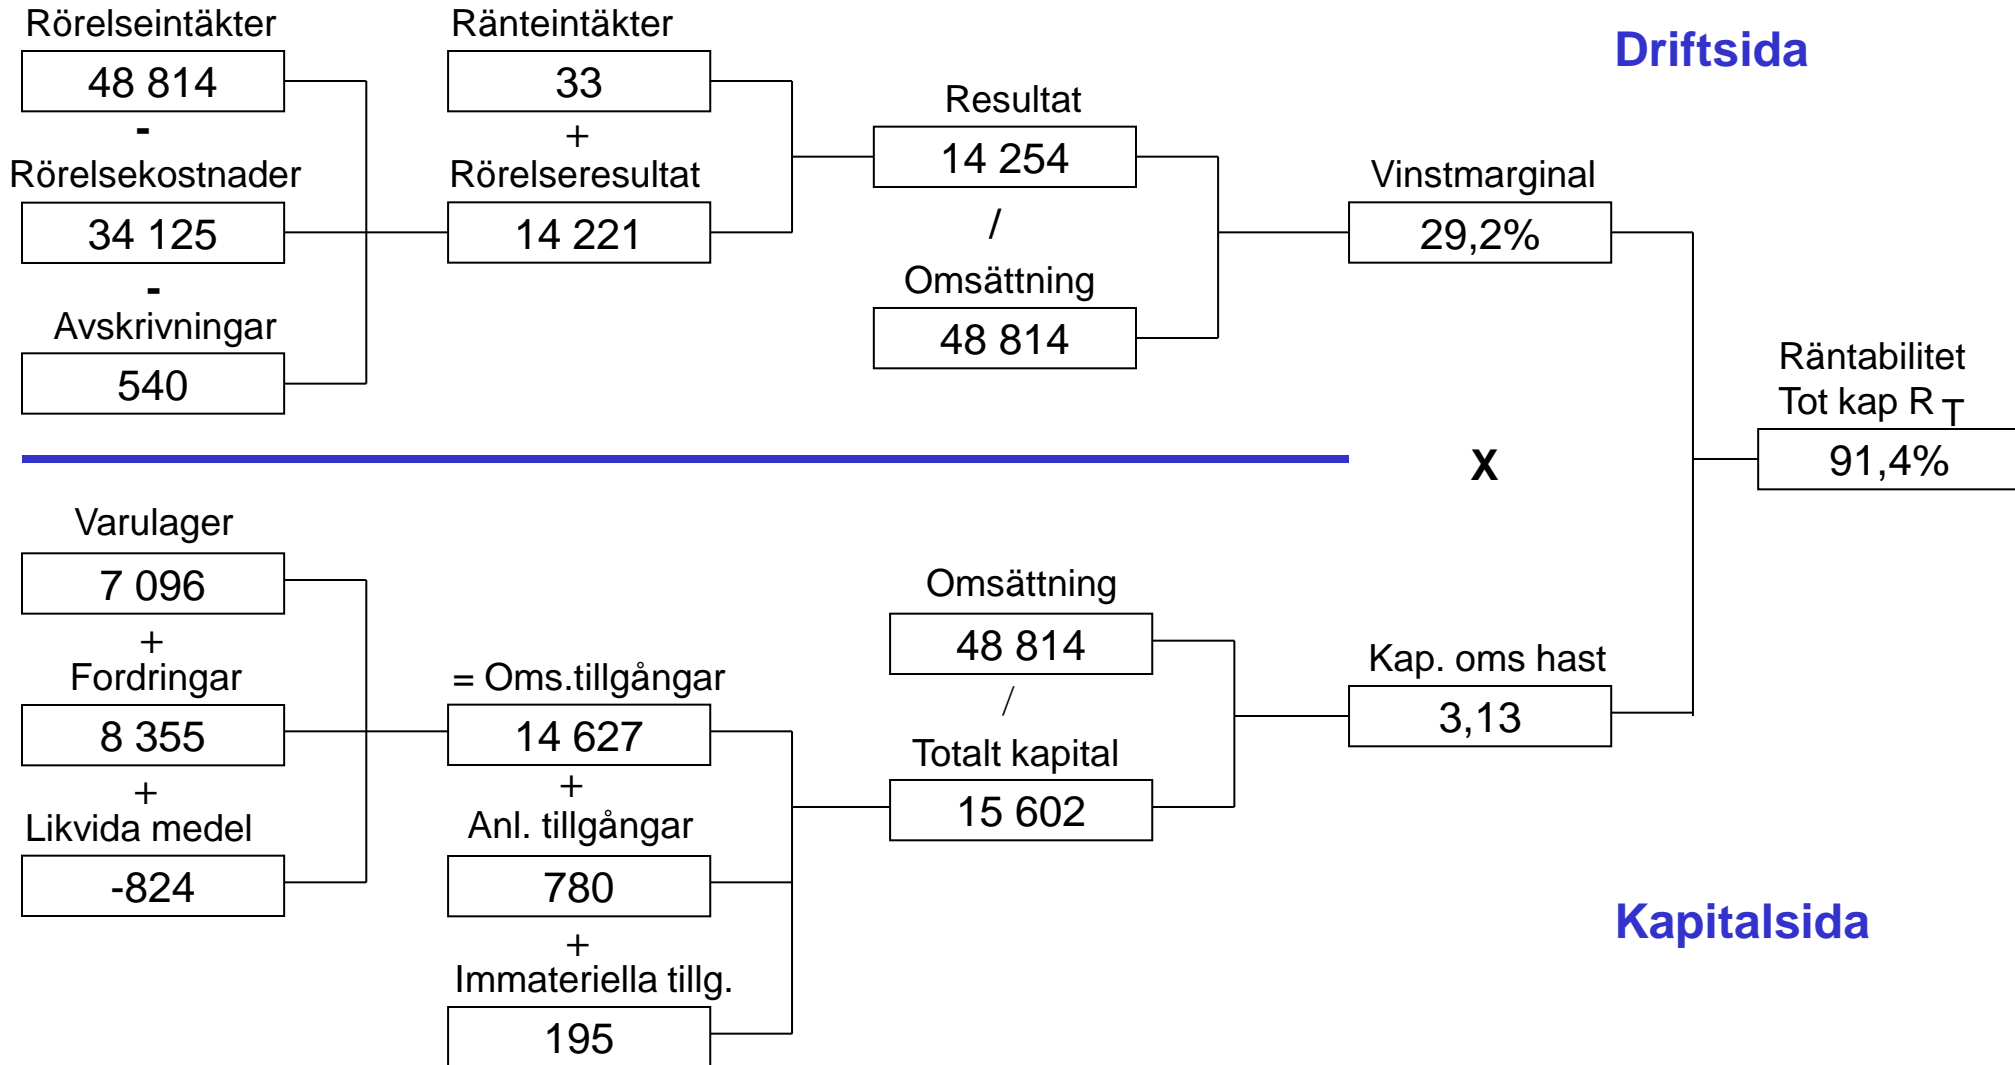 Rörelseintäkter
48 814
-
Rörelsekostnader
34 125
-
Avskrivningar
540
Ränteintäkter
33
+
Rörelseresultat
14 221
Resultat
14 254
/
Omsättning
48 814
Driftsida
Vinstmarginal
29,2%
x
Räntabilitet
Tot kap R T
91,4%
Varulager
7 096
+
Fordringar
8 355
+
Likvida medel
-824
= Oms.tillgångar
14 627
+
Anl. tillgångar
780
+
Immateriella tillg.
195
Omsättning
48 814
/
Totalt kapital
15 602
Kap. oms hast
3,13
Kapitalsida